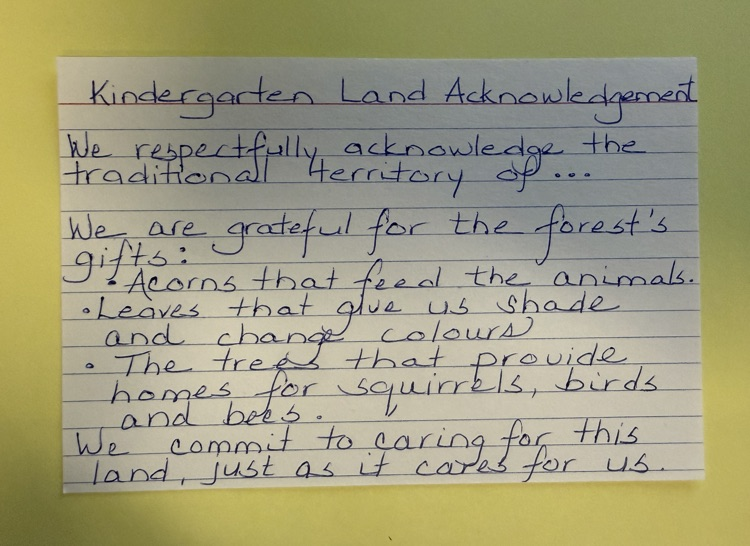 Kindergarten Land Acknowledgement
We respectfully acknowledge the
traditional territory of ...
We are grateful for the forest's
gifts:
• Acorns that feed the animals.
• Leaves that give us shade
and change colours
• The trees that provide
homes for squirrels, birds
and bees.
We commit to caring for this
land, just as it cares for us.